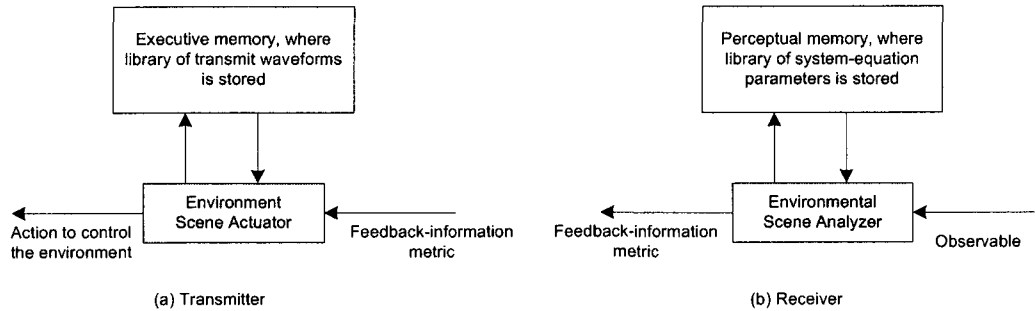 Executive memory, where
library of transmit waveforms
is stored
Environment
Scene Actuator
Action to control
the environment
Feedback-information
metric
(a) Transmitter
Perceptual memory, where
library of system-equation
parameters is stored
Environmental
Scene Analyzer
Feedback-information
metric
Observable
(b) Receiver